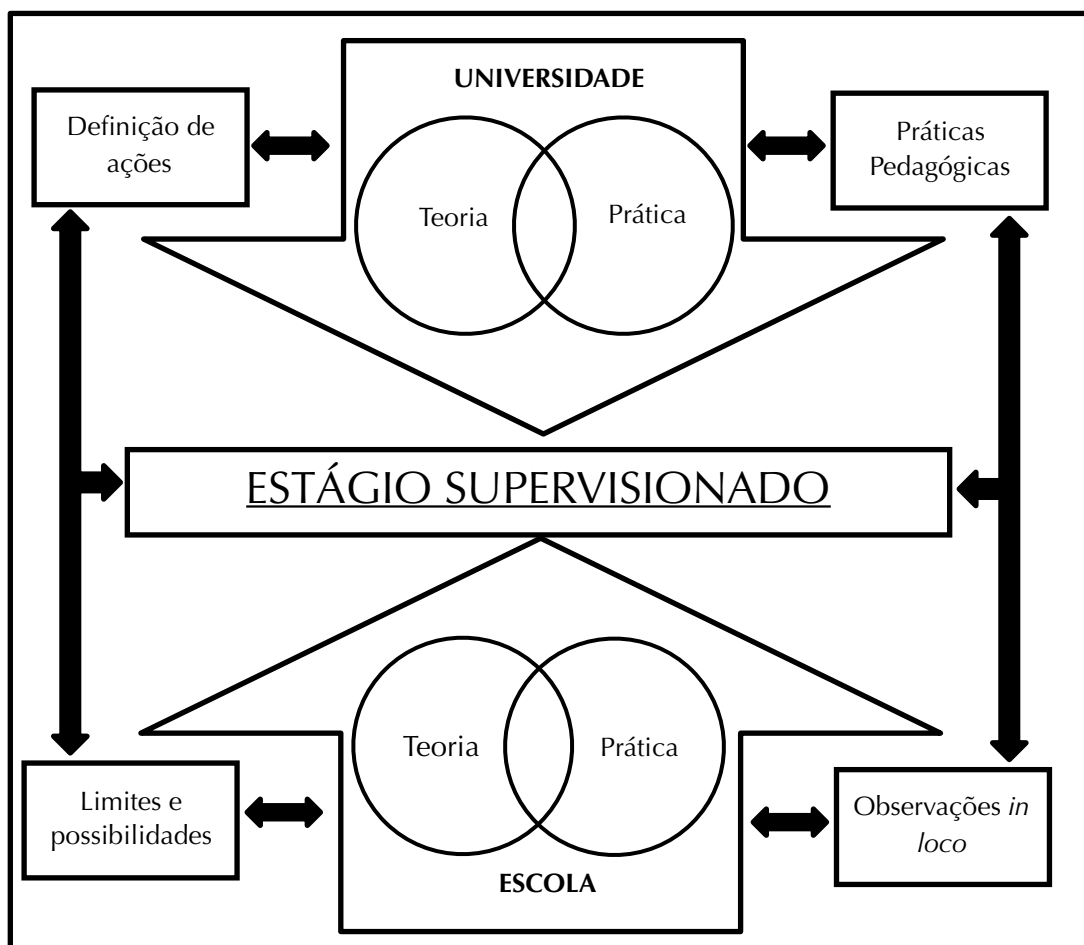 UNIVERSIDADE
Definição de
ações
Práticas
Pedagógicas
Teoria
Prática
ESTÁGIO SUPERVISIONADO
Teoria
Prática
Limites e
possibilidades
Observações in
loco
ESCOLA